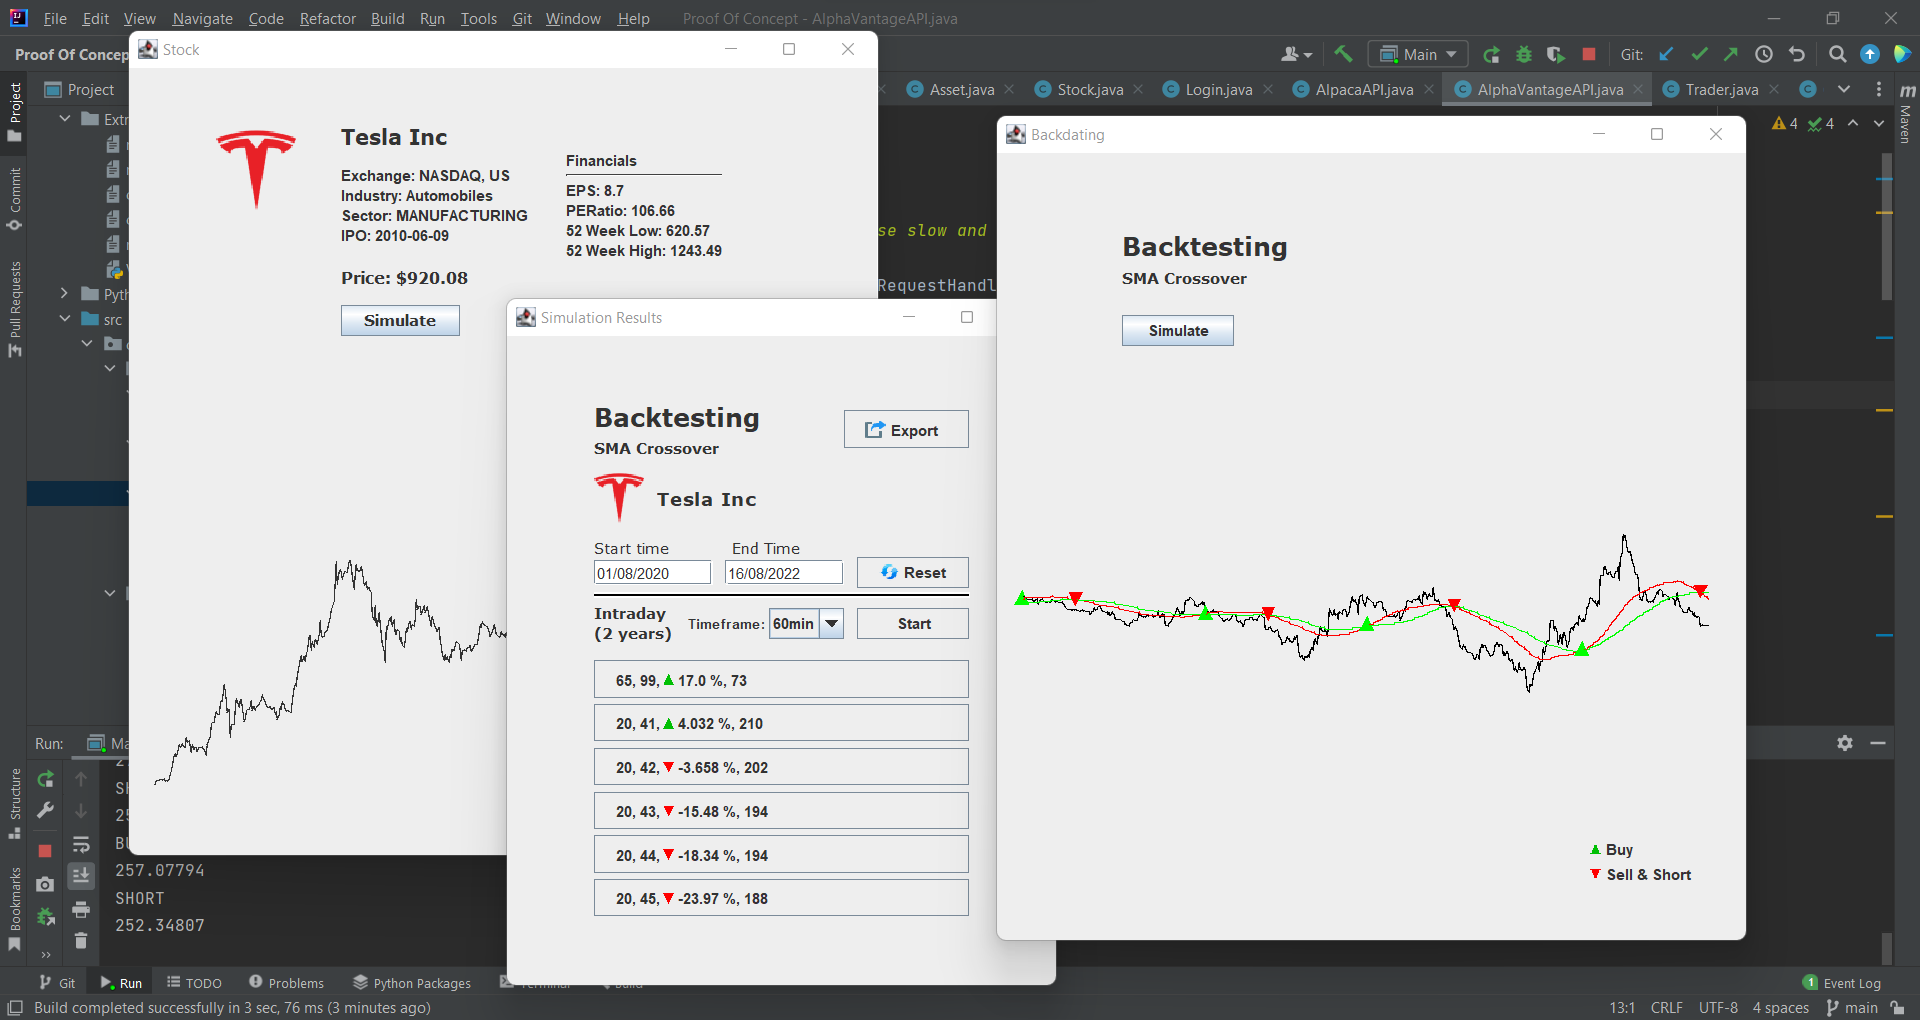 File Edit View Navigate Code Refactor Build Run Tools Git Window Help Proof Of Concept - AlphaVantageAPI.java
Proof Of Concep
Main
Git:
Project
Asset.java
Stock.java
Login.java
AlpacaAPI.java
AlphaVantageAPI.java
Trader.java
Project
Commit
Pull Requests
Structure
Bookmarks
Maven
4 4
Extr
Pyth
src
se slow and
RequestHandl
Stock
Tesla Inc
Exchange: NASDAQ, US
Industry: Automobiles
Sector: MANUFACTURING
IPO: 2010-06-09
Price: $920.08
Simulate
Financials
EPS: 8.7
PERatio: 106.66
52 Week Low: 620.57
52 Week High: 1243.49
Simulation Results
Backtesting
SMA Crossover
Export
Tesla Inc
Start time End Time
01/08/2020 16/08/2022 Reset
Intraday
(2 years)
Timeframe: 60min Start
65, 99, ▲ 17.0 %, 73
20, 41, ▲ 4.032 %, 210
20, 42, ▼ -3.658 %, 202
20, 43, ▼ -15.48 %, 194
20, 44, ▼ -18.34 %, 194
20, 45, ▼ -23.97 %, 188
Backdating
Backtesting
SMA Crossover
Simulate
▲ Buy
▼ Sell & Short
Run: Ma
257.07794
SHORT
252.34807
Git Run TODO Problems Python Packages
1 Event Log
Build completed successfully in 3 sec, 76 ms (3 minutes ago)
13:1 CRLF UTF-8 4 spaces main